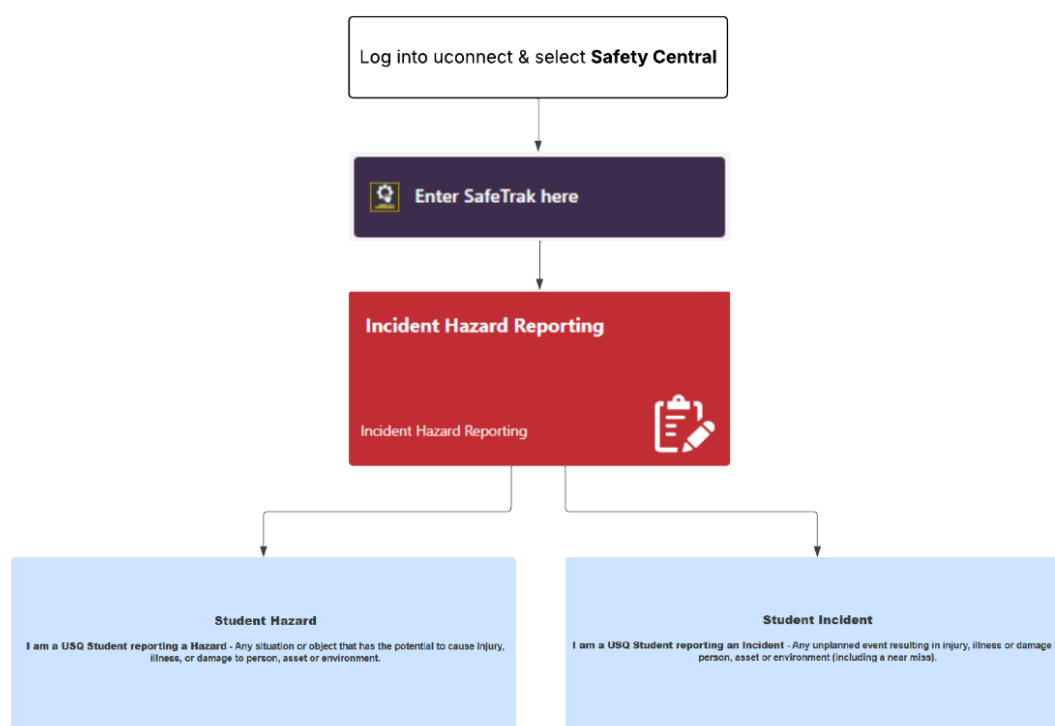 Log into uconnect & select Safety Central
Enter SafeTrak here
Incident Hazard Reporting
Incident Hazard Reporting
Student Hazard
I am a USQ Student reporting a Hazard - Any situation or object that has the potential to cause injury,
illness, or damage to person, asset or environment.
Student Incident
I am a USQ Student reporting an Incident - Any unplanned event resulting in injury, illness or damage
person, asset or environment (including a near miss).